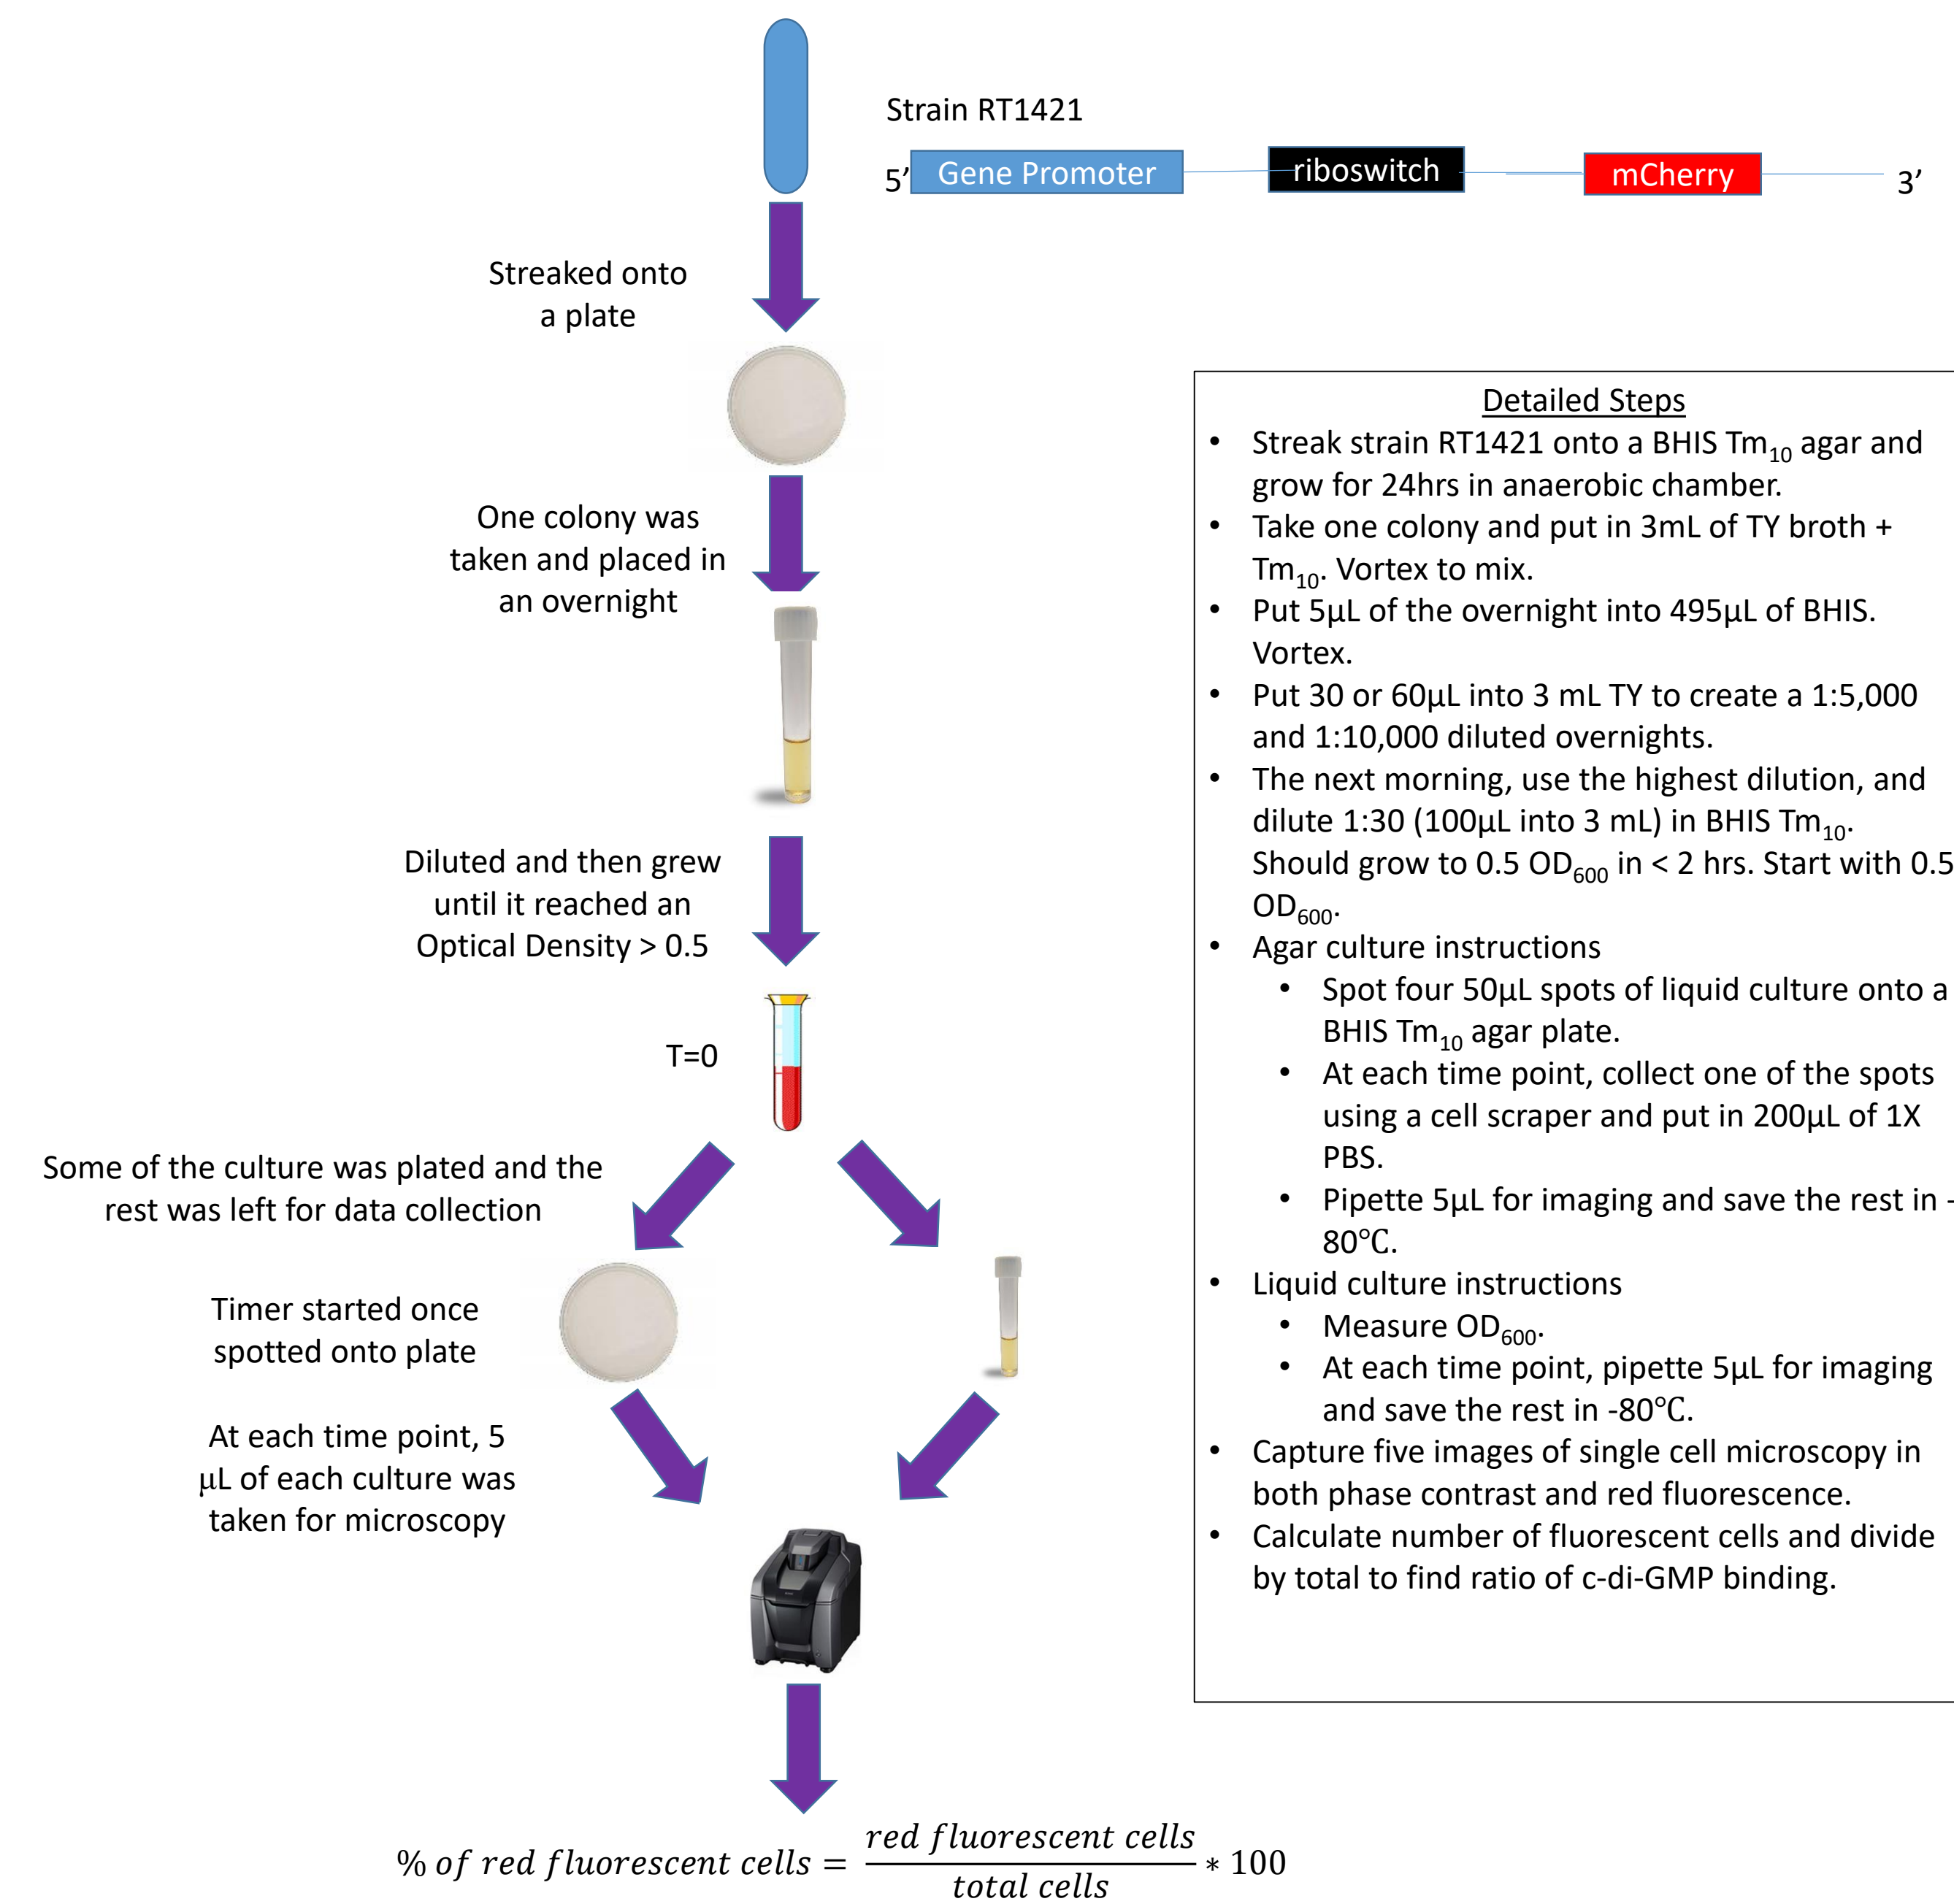 Strain RT1421
5’ Gene Promoter riboswitch mCherry 3’
Streaked onto
a plate
One colony was
taken and placed in
an overnight
Diluted and then grew
until it reached an
Optical Density > 0.5
T=0
Some of the culture was plated and the
rest was left for data collection
Timer started once
spotted onto plate
At each time point, 5
µL of each culture was
taken for microscopy
% of red fluorescent cells = red fluorescent cells / total cells * 100
Detailed Steps
• Streak strain RT1421 onto a BHIS Tm₁₀ agar and
grow for 24hrs in anaerobic chamber.
• Take one colony and put in 3mL of TY broth +
Tm₁₀. Vortex to mix.
• Put 5µL of the overnight into 495µL of BHIS.
Vortex.
• Put 30 or 60µL into 3 mL TY to create a 1:5,000
and 1:10,000 diluted overnights.
• The next morning, use the highest dilution, and
dilute 1:30 (100µL into 3 mL) in BHIS Tm₁₀.
Should grow to 0.5 OD₆₀₀ in < 2 hrs. Start with 0.5
OD₆₀₀.
• Agar culture instructions
• Spot four 50µL spots of liquid culture onto a
BHIS Tm₁₀ agar plate.
• At each time point, collect one of the spots
using a cell scraper and put in 200µL of 1X
PBS.
• Pipette 5µL for imaging and save the rest in -
80℃.
• Liquid culture instructions
• Measure OD₆₀₀.
• At each time point, pipette 5µL for imaging
and save the rest in -80℃.
• Capture five images of single cell microscopy in
both phase contrast and red fluorescence.
• Calculate number of fluorescent cells and divide
by total to find ratio of c-di-GMP binding.